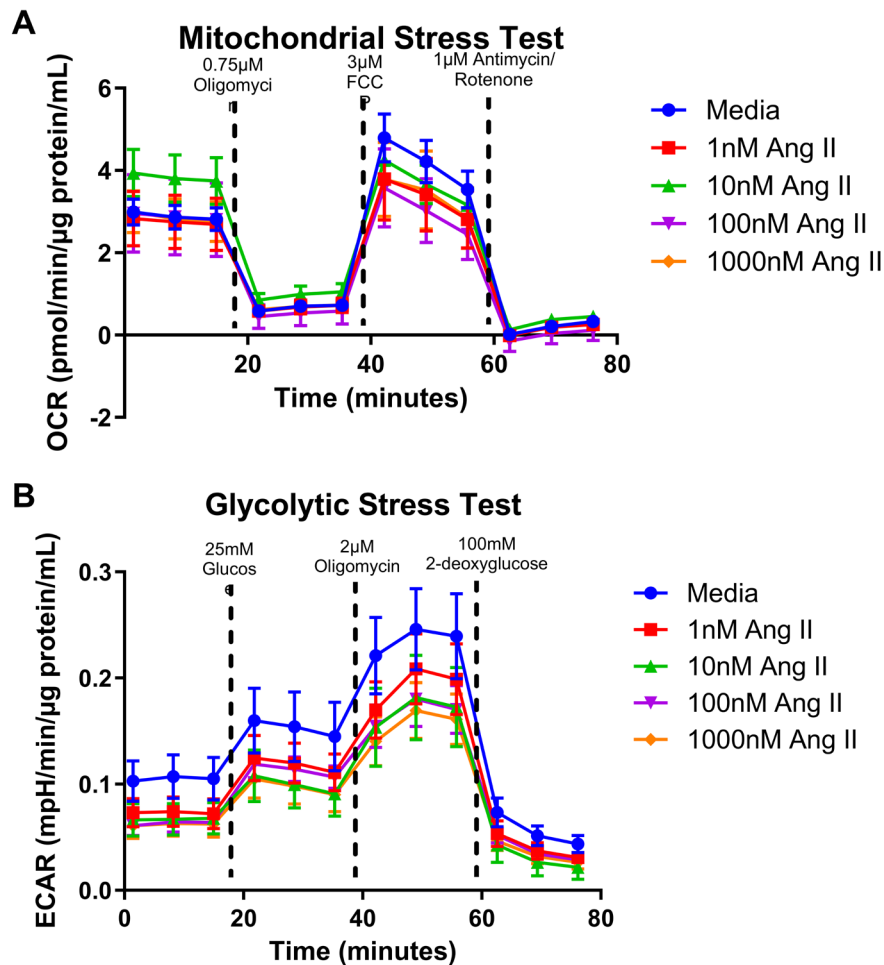 A
Mitochondrial Stress Test
0.75µM
Oligomyci
n
3µM
FCC
P
1µM Antimycin/
Rotenone
OCR (pmol/min/µg protein/mL)
6
4
2
0
-2
20
40
60
80
Time (minutes)
Media
1nM Ang II
10nM Ang II
100nM Ang II
1000nM Ang II
B
Glycolytic Stress Test
25mM
Glucos
e
2µM
Oligomycin
100mM
2-deoxyglucose
ECAR (mpH/min/µg protein/mL)
0.3
0.2
0.1
0.0
0
20
40
60
80
Time (minutes)
Media
1nM Ang II
10nM Ang II
100nM Ang II
1000nM Ang II